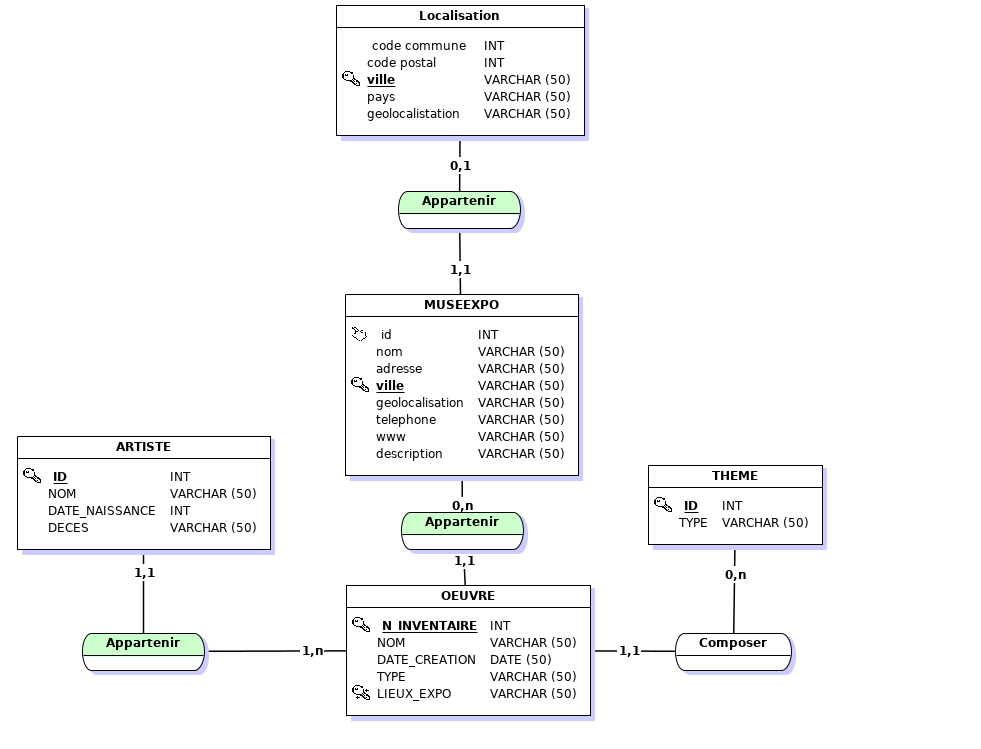 Localisation
code commune INT
code postal INT
ville VARCHAR (50)
pays VARCHAR (50)
geolocalistation VARCHAR (50)
0,1
Appartenir
1,1
MUSEEXPO
id INT
nom VARCHAR (50)
adresse VARCHAR (50)
ville VARCHAR (50)
geolocalisation VARCHAR (50)
telephone VARCHAR (50)
www VARCHAR (50)
description VARCHAR (50)
0,n
Appartenir
1,1
ARTISTE
ID INT
NOM VARCHAR (50)
DATE_NAISSANCE INT
DECES VARCHAR (50)
1,1
Appartenir
1,n
OEUVRE
N_INVENTAIRE INT
NOM VARCHAR (50)
DATE_CREATION DATE (50)
TYPE VARCHAR (50)
LIEUX_EXPO VARCHAR (50)
1,1
THEME
ID INT
TYPE VARCHAR (50)
0,n
Composer